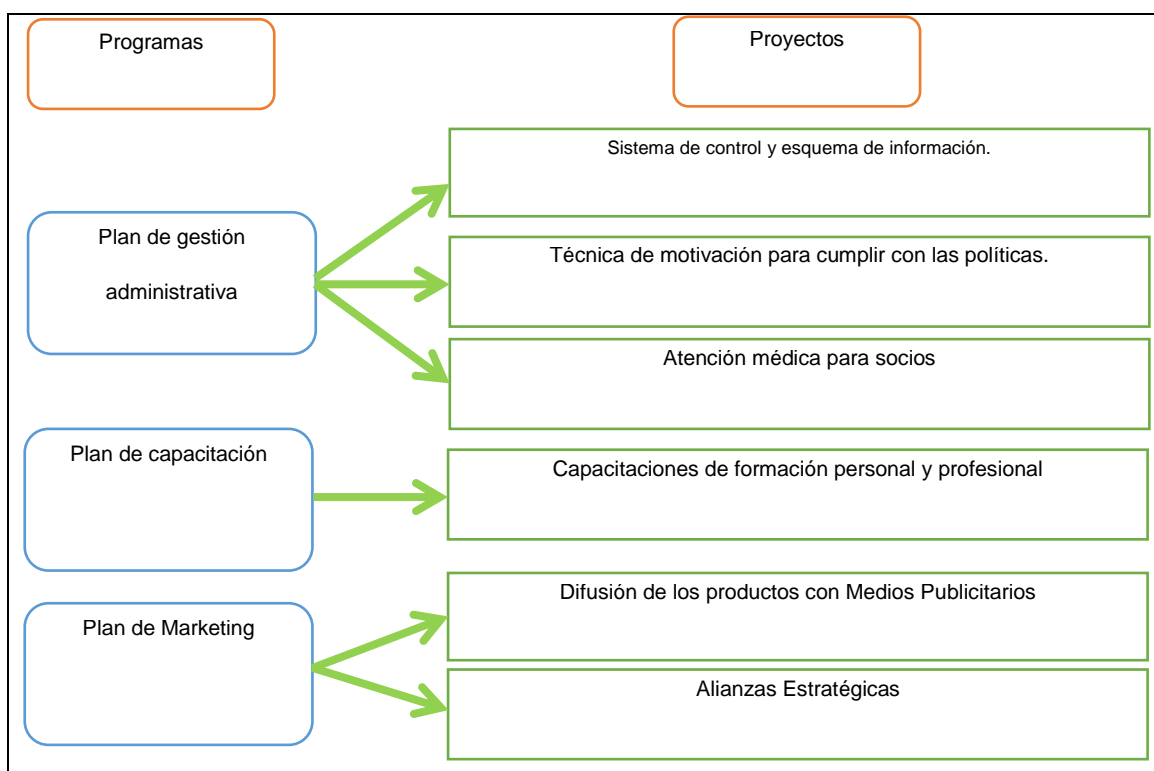 Programas
Proyectos
Sistema de control y esquema de información.
Plan de gestión
administrativa
Técnica de motivación para cumplir con las políticas.
Atención médica para socios
Plan de capacitación
Capacitaciones de formación personal y profesional
Plan de Marketing
Difusión de los productos con Medios Publicitarios
Alianzas Estratégicas